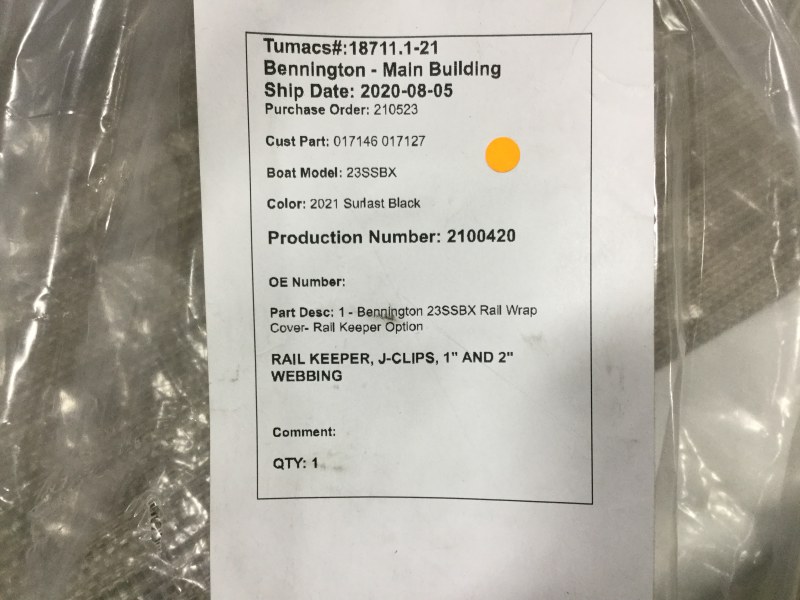 Tumacs#:18711.1-21
Bennington - Main Building
Ship Date: 2020-08-05
Purchase Order: 210523
Cust Part: 017146 017127
Boat Model: 23SSBX
Color: 2021 Surlast Black
Production Number: 2100420
OE Number:
Part Desc: 1 - Bennington 23SSBX Rail Wrap
Cover- Rail Keeper Option
RAIL KEEPER, J-CLIPS, 1" AND 2"
WEBBING
Comment:
QTY: 1